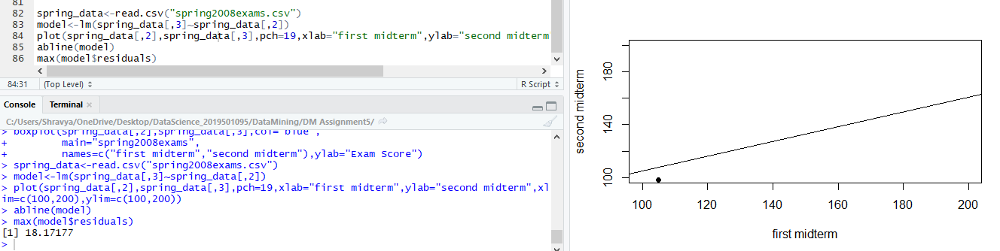 81
82 spring_data<-read.csv("spring2008exams.csv")
83 model<-lm(spring_data[,3]~spring_data[,2])
84 plot(spring_data[,2],spring_data[,3],pch=19,xlab="first midterm",ylab="second midterm"
85 abline(model)
86 max(model$residuals)
84:31 (Top Level) R Script
Console Terminal
C:/Users/Shravya/OneDrive/Desktop/DataScience_2019501095/DataMining/DM Assignment5/
> boxplot(spring_data[,2],spring_data[,3],col="blue",
+ main="spring2008exams",
+ names=c("first midterm","second midterm"),ylab="Exam Score")
> spring_data<-read.csv("spring2008exams.csv")
> model<-lm(spring_data[,3]~spring_data[,2])
> plot(spring_data[,2],spring_data[,3],pch=19,xlab="first midterm",ylab="second midterm",xl
im=c(100,200),ylim=c(100,200))
> abline(model)
> max(model$residuals)
[1] 18.17177
>
second midterm
180
140
100
100 120 140 160 180 200
first midterm